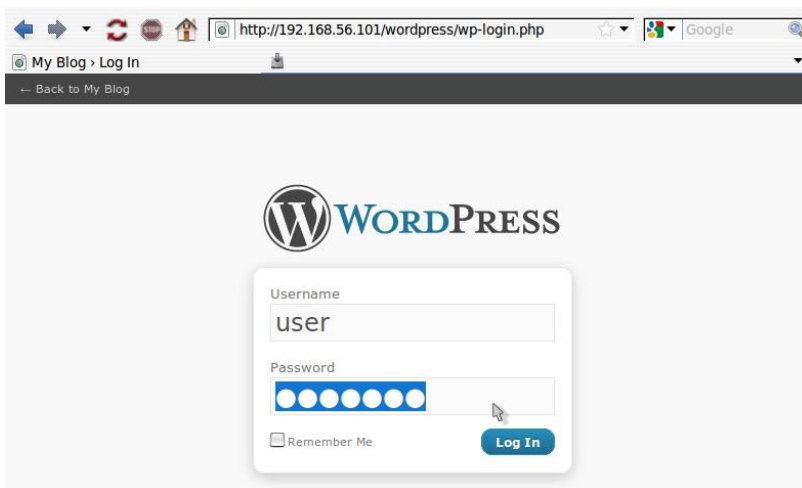 http://192.168.56.101/wordpress/wp-login.php
Google
My Blog › Log In
← Back to My Blog
WORDPRESS
Username
user
Password
●●●●●●●
Remember Me
Log In